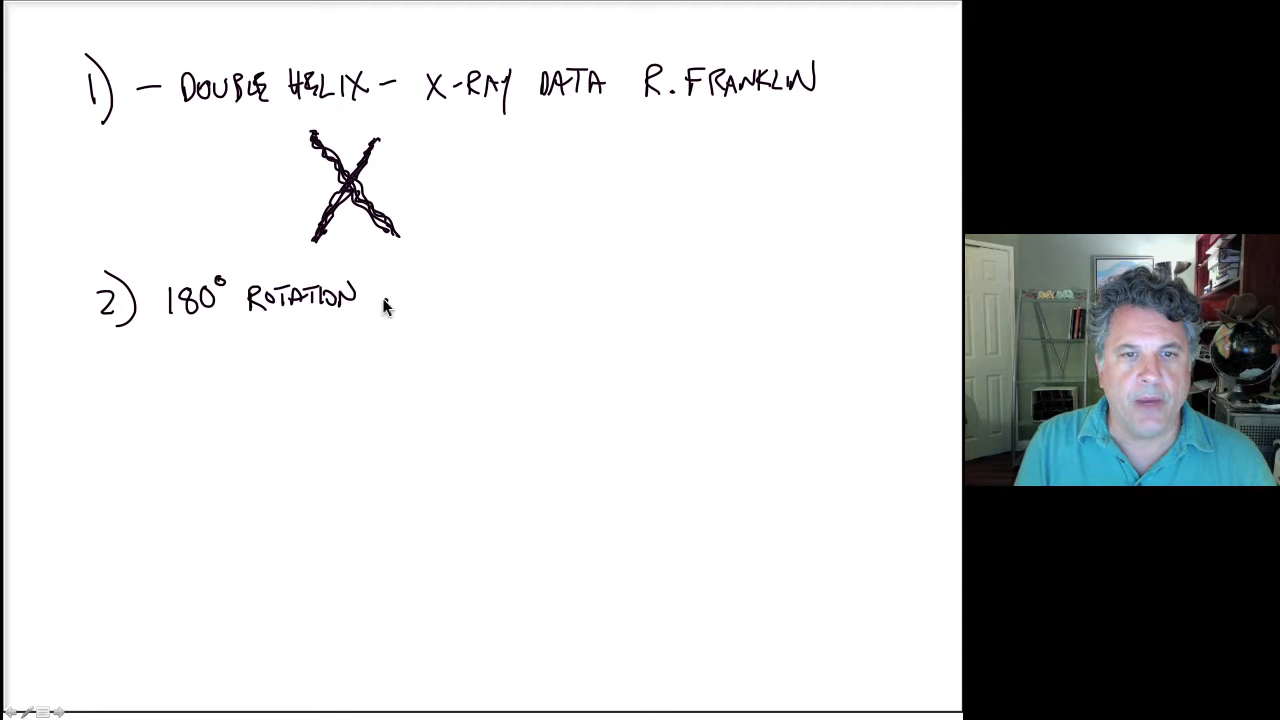 1) - DOUBLE HELIX - X-RAY DATA R. FRANKLIN
2) 180° ROTATION